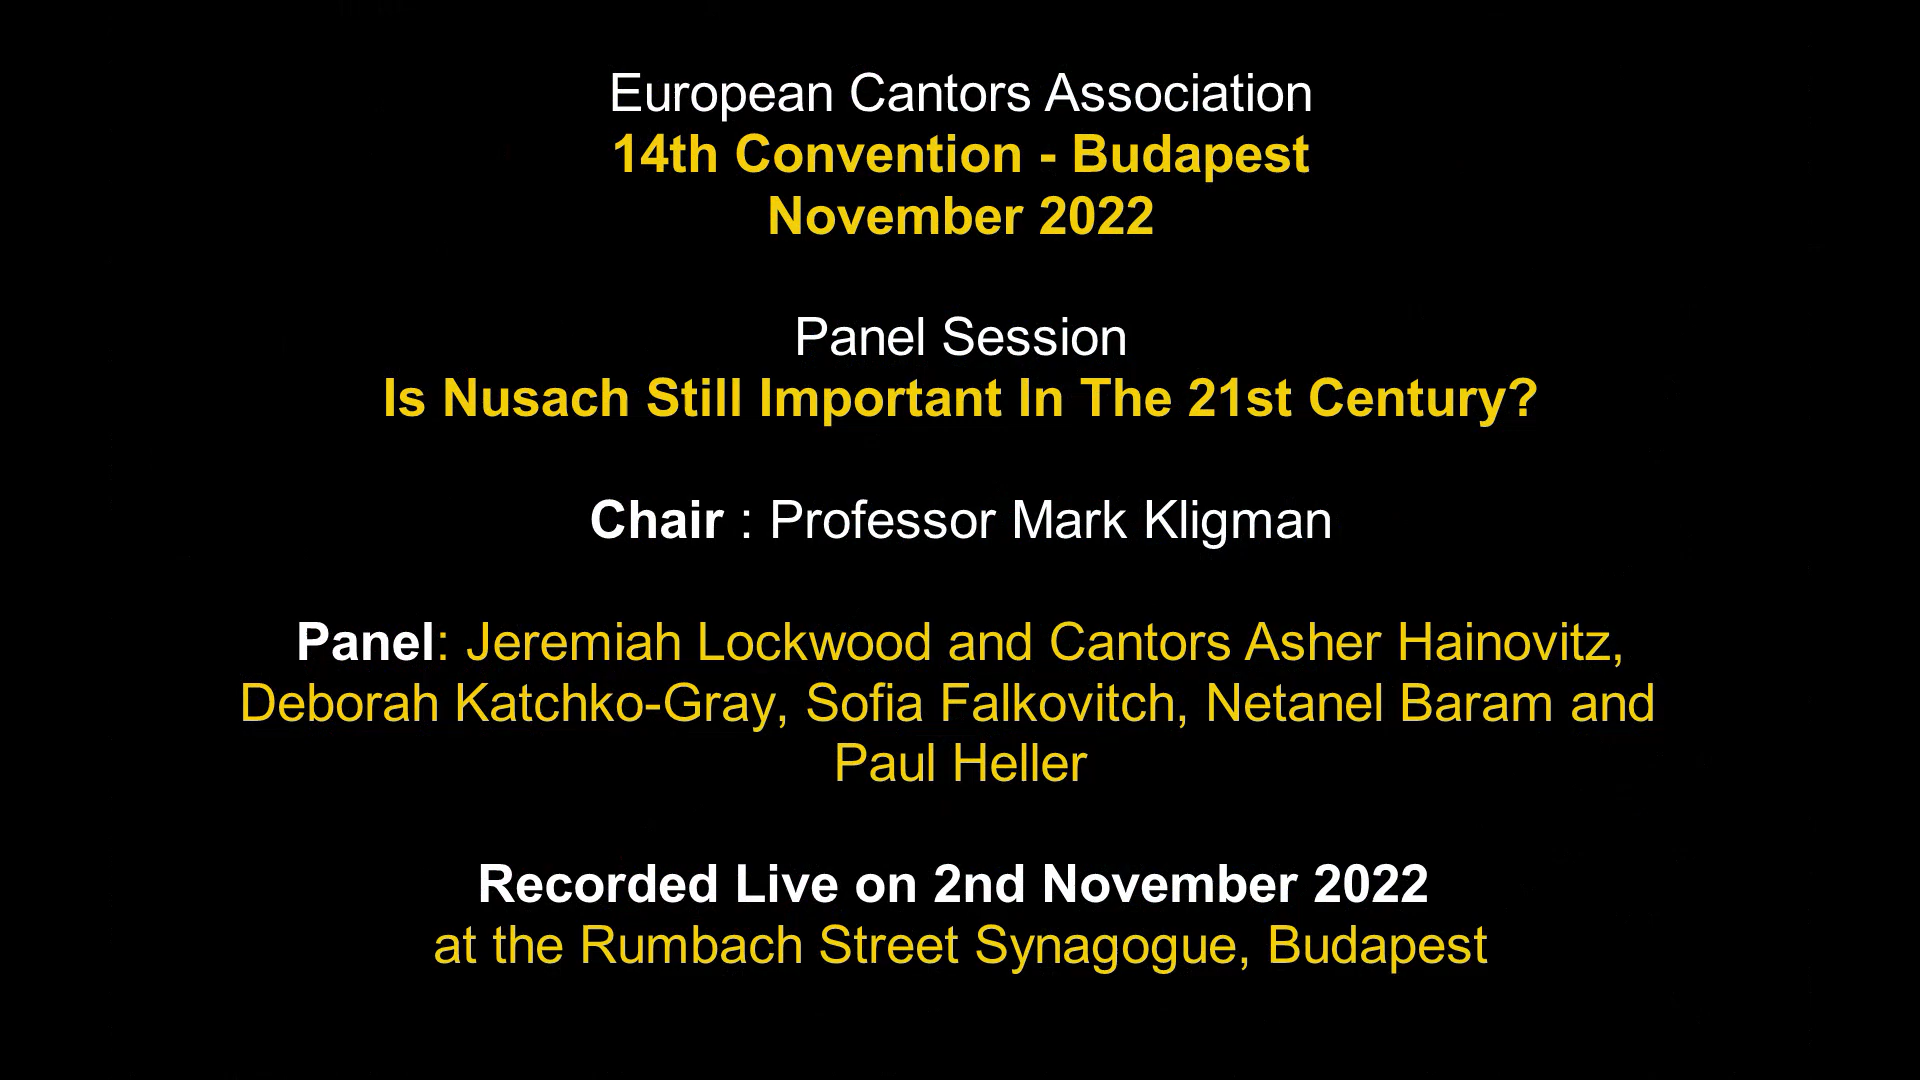 European Cantors Association
14th Convention - Budapest
November 2022
Panel Session
Is Nusach Still Important In The 21st Century?
Chair : Professor Mark Kligman
Panel: Jeremiah Lockwood and Cantors Asher Hainovitz,
Deborah Katchko-Gray, Sofia Falkovitch, Netanel Baram and
Paul Heller
Recorded Live on 2nd November 2022
at the Rumbach Street Synagogue, Budapest